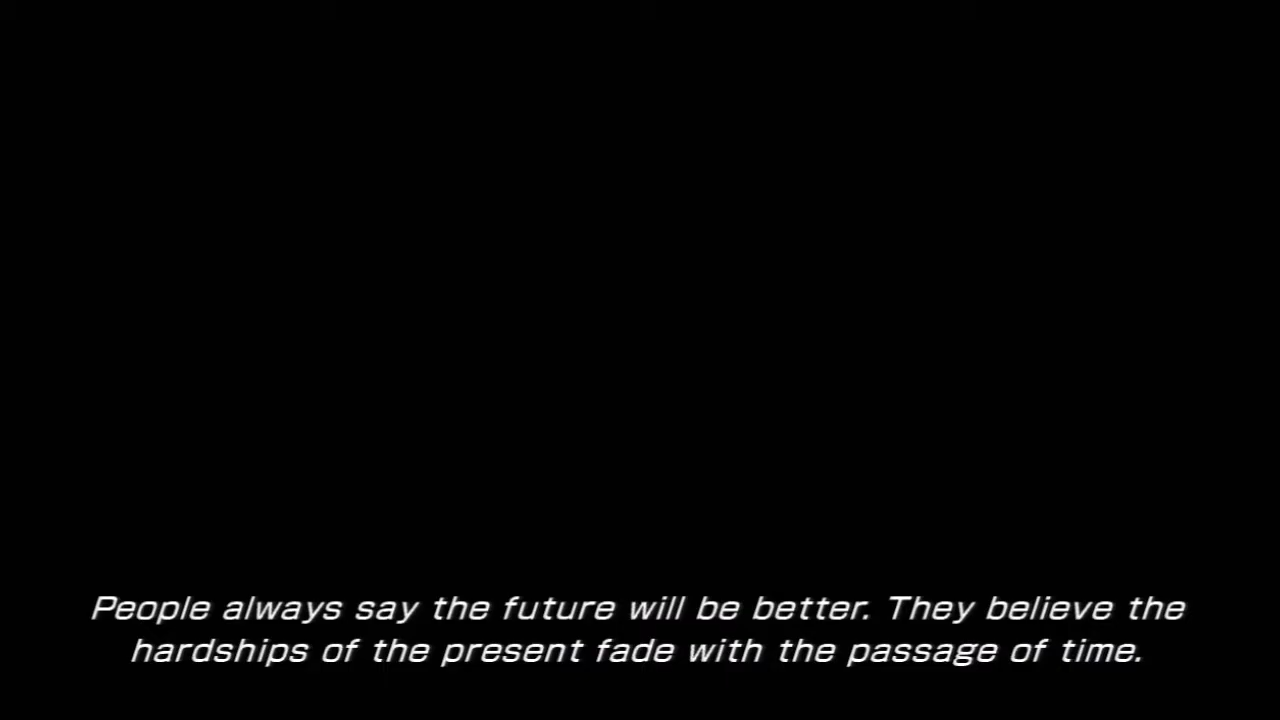 People always say the future will be better. They believe the
hardships of the present fade with the passage of time.